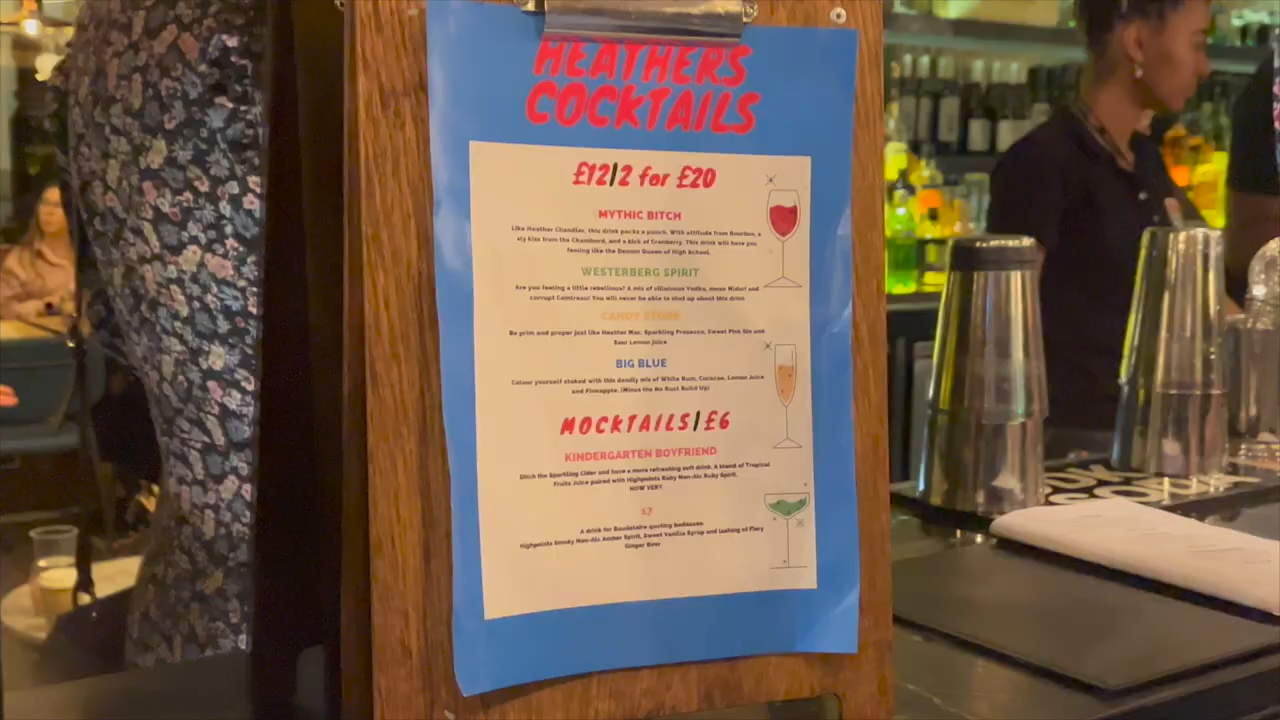 HEATHERS
COCKTAILS
£12|2 for £20
MYTHIC BITCH
Like Heather Chandler, this drink packs a punch. With attitude from Bourbon, a
sly kiss from the Chambord, and a kick of Cranberry. This drink will have you
feeling like the Demon Queen of High School.
WESTERBERG SPIRIT
Are you feeling a little rebellious? A mix of villainous Vodka, mean Midori and
corrupt Cointreau! You will never be able to shut up about this drink
CANDY STORE
Be prim and proper just like Heather Mac. Sparkling Prosecco, Sweet Pink Gin and
Sour Lemon Juice
BIG BLUE
Colour yourself stoked with this deadly mix of White Rum, Curacao, Lemon Juice
and Pineapple. (Minus the No Rust Build Up)
MOCKTAILS|£6
KINDERGARTEN BOYFRIEND
Ditch the Sparkling Cider and have a more refreshing soft drink. A blend of Tropical
Fruits Juice paired with Highpoints Ruby Non-Alc Ruby Spirit.
HOW VERY
17
A drink for Baudelaire quoting badasses
Highpoints Smoky Non-Alc Amber Spirit, Sweet Vanilla Syrup and lashing of Fiery
Ginger Beer